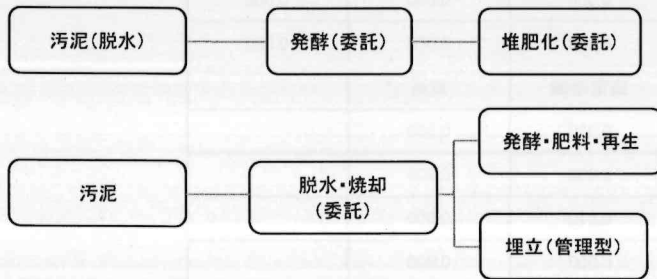 汚泥(脱水)
発酵(委託)
堆肥化(委託)
汚泥
脱水・焼却
(委託)
発酵・肥料・再生
埋立(管理型)